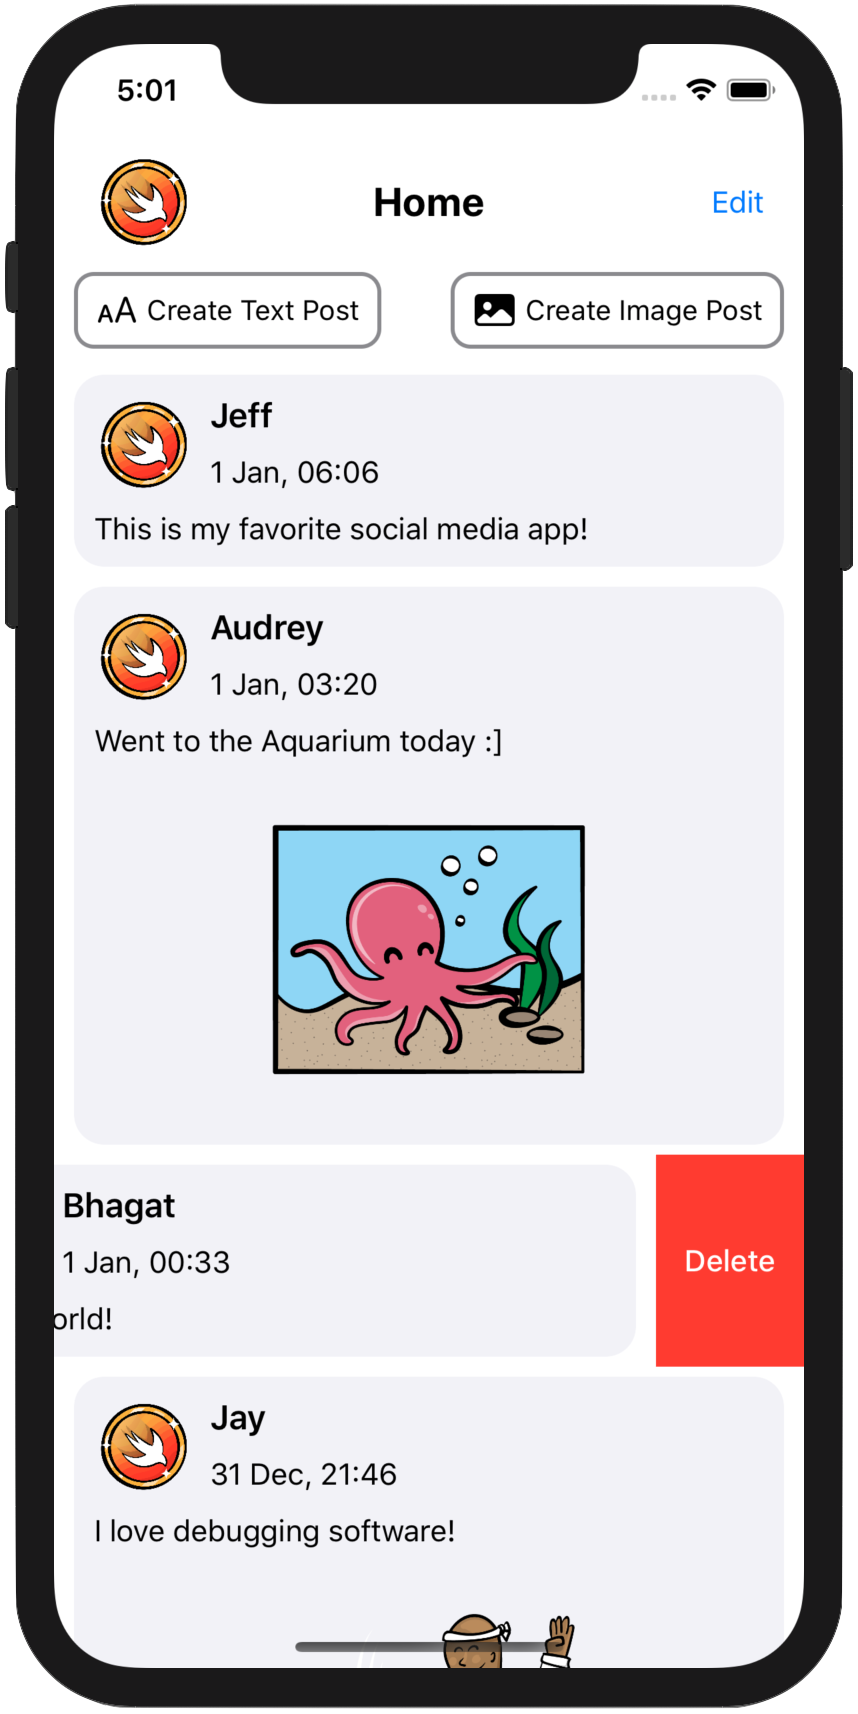 5:01
Home
Edit
AA Create Text Post
Create Image Post
Jeff
1 Jan, 06:06
This is my favorite social media app!
Audrey
1 Jan, 03:20
Went to the Aquarium today :]
Bhagat
1 Jan, 00:33
orld!
Delete
Jay
31 Dec, 21:46
I love debugging software!